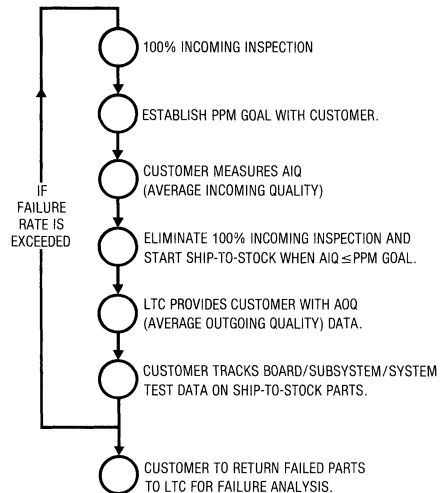 100% INCOMING INSPECTION
ESTABLISH PPM GOAL WITH CUSTOMER.
CUSTOMER MEASURES AIQ
(AVERAGE INCOMING QUALITY)
IF
FAILURE
RATE IS
EXCEEDED
ELIMINATE 100% INCOMING INSPECTION AND
START SHIP-TO-STOCK WHEN AIQ ≤ PPM GOAL.
LTC PROVIDES CUSTOMER WITH AOQ
(AVERAGE OUTGOING QUALITY) DATA.
CUSTOMER TRACKS BOARD/SUBSYSTEM/SYSTEM
TEST DATA ON SHIP-TO-STOCK PARTS.
CUSTOMER TO RETURN FAILED PARTS
TO LTC FOR FAILURE ANALYSIS.